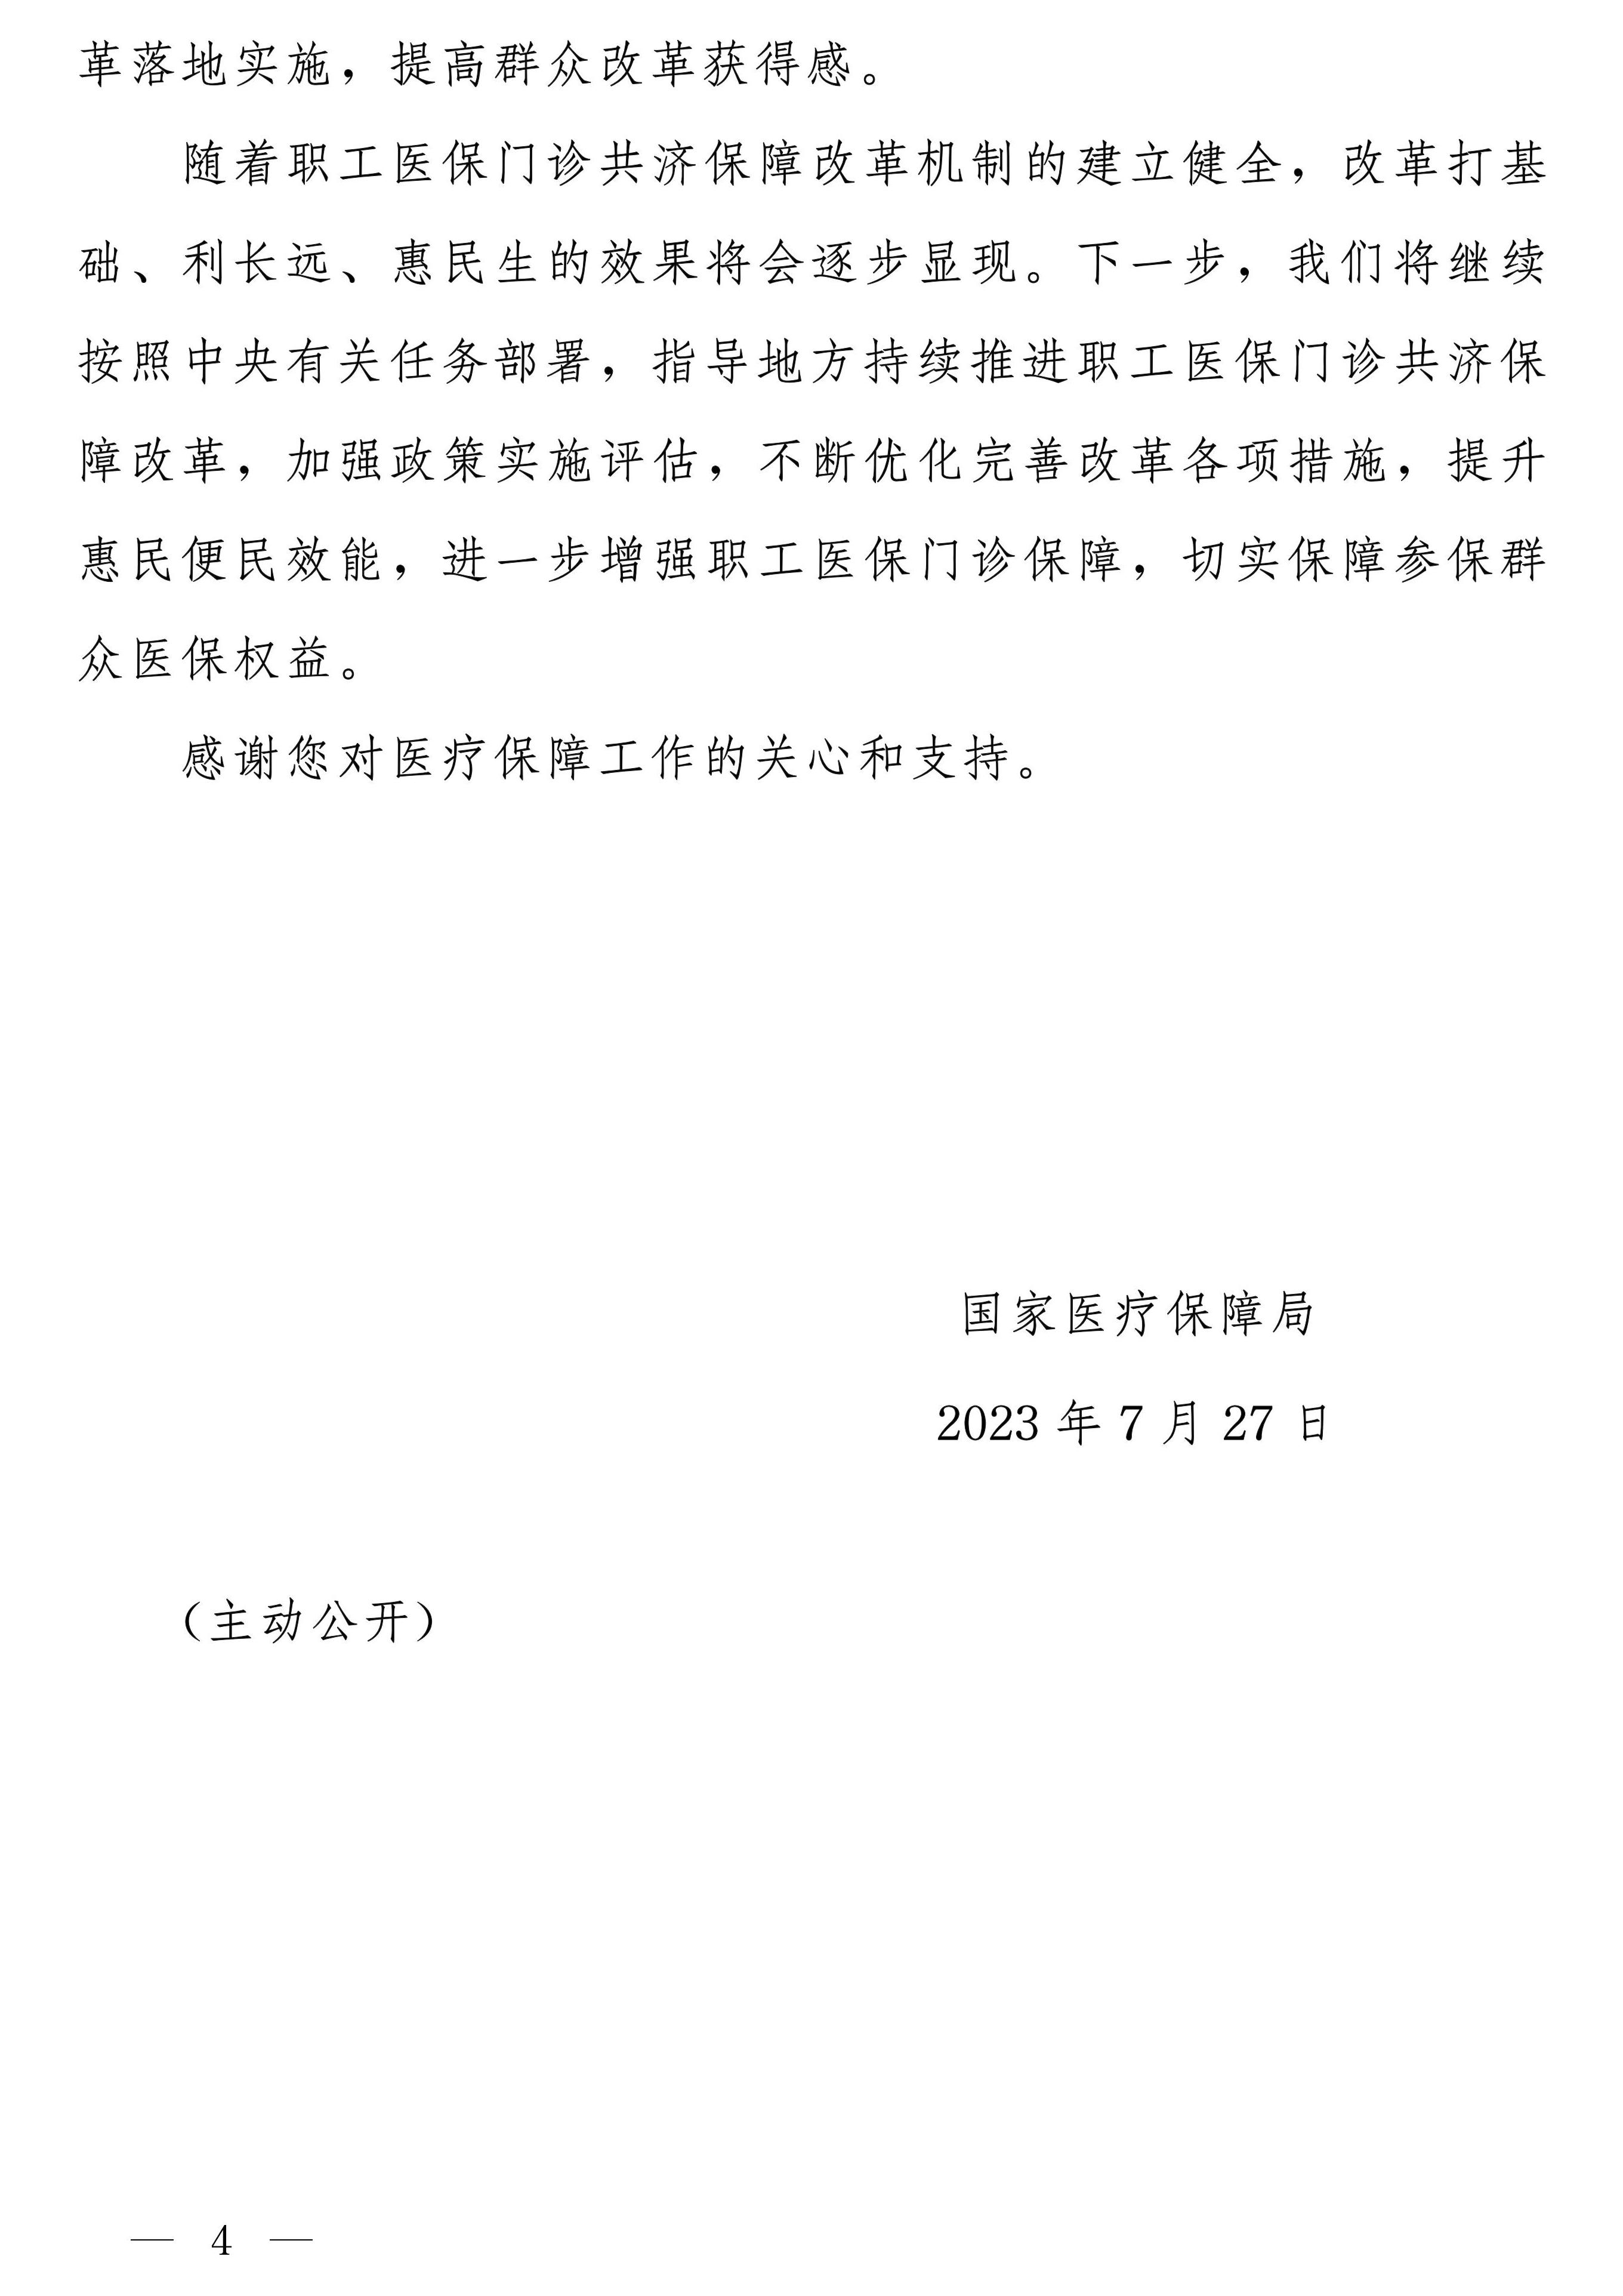 革落地实施，提高群众改革获得感。
随着职工医保门诊共济保障改革机制的建立健全，改革打基
础、利长远、惠民生的效果将会逐步显现。下一步，我们将继续
按照中央有关任务部署，指导地方持续推进职工医保门诊共济保
障改革，加强政策实施评估，不断优化完善改革各项措施，提升
惠民便民效能，进一步增强职工医保门诊保障，切实保障参保群
众医保权益。
感谢您对医疗保障工作的关心和支持。
国家医疗保障局
2023 年 7 月 27 日
（主动公开）
— 4 —